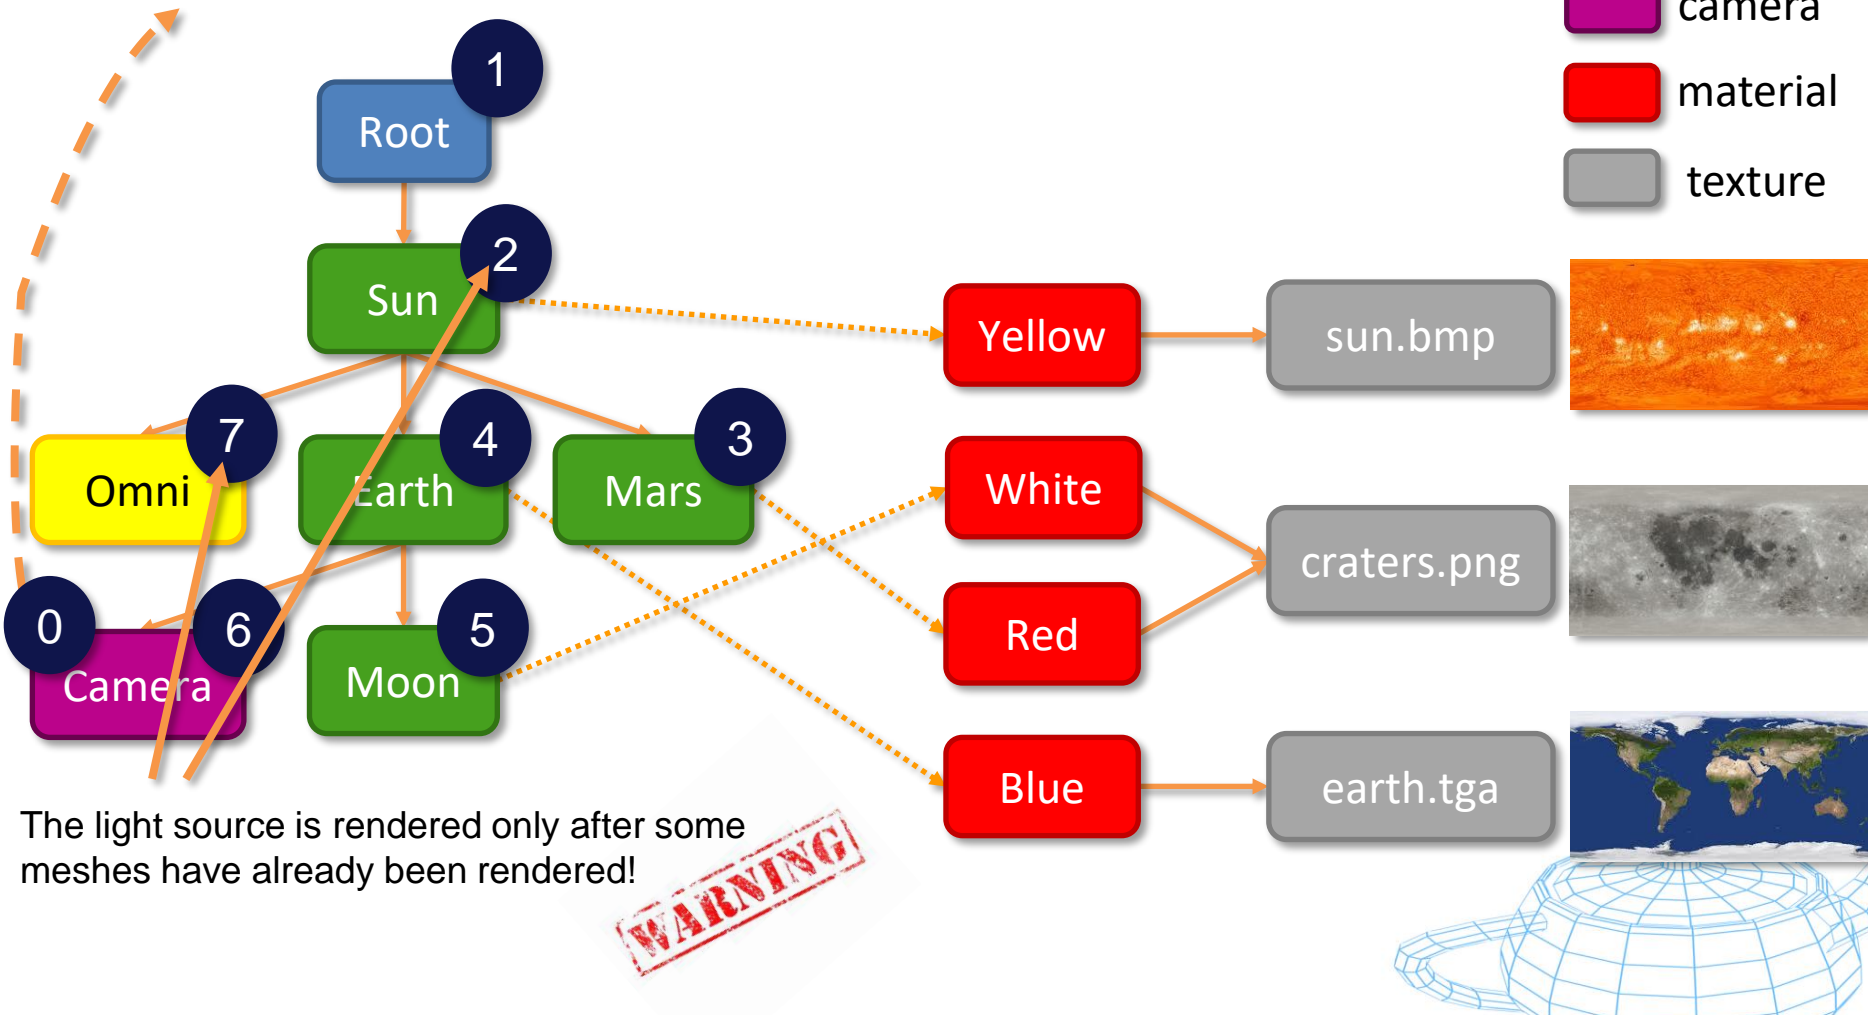 camera
1
Root
material
texture
2
Sun
Yellow
sun.bmp
7
4
3
Omni
Earth
Mars
White
craters.png
0
6
5
Camera
Moon
Red
Blue
earth.tga
The light source is rendered only after some
meshes have already been rendered!
WARNING